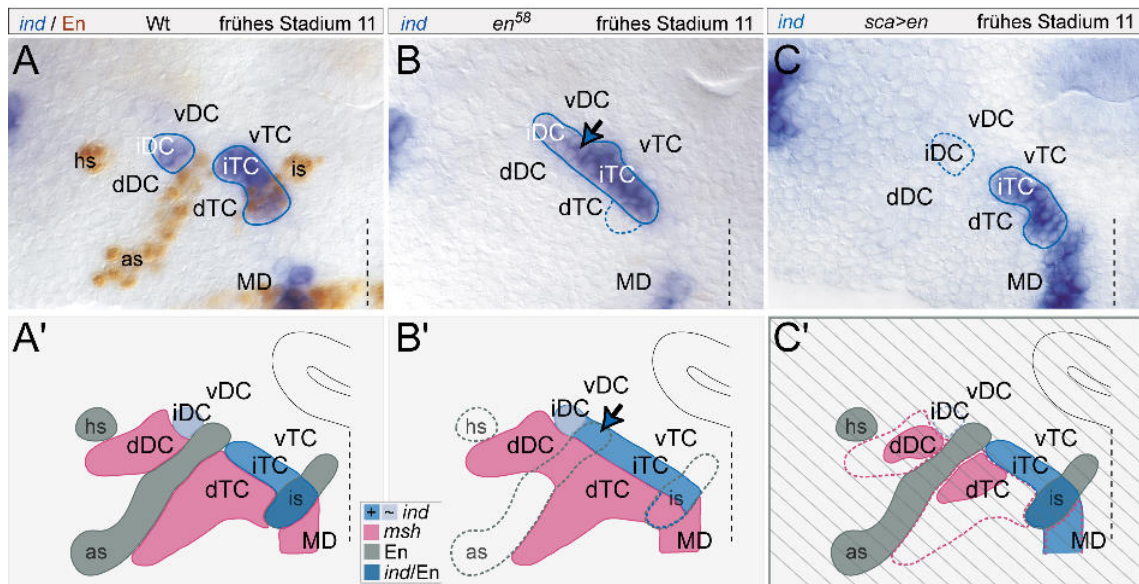 ind / En Wt frühes Stadium 11
ind en58 frühes Stadium 11
ind sca>en frühes Stadium 11
A
vDC
iDC
vTC
hs
iTC
is
dDC
dTC
as
MD
B
vDC
iDC
vTC
iTC
dDC
dTC
MD
C
vDC
iDC
vTC
iTC
dDC
dTC
MD
A'
vDC
hs
iDC
vTC
dDC
iTC
dTC
is
as
MD
B'
vDC
hs
iDC
vTC
dDC
iTC
dTC
is
as
MD
+ ~ ind
msh
En
ind/En
C'
vDC
hs
iDC
vTC
dDC
iTC
dTC
is
as
MD